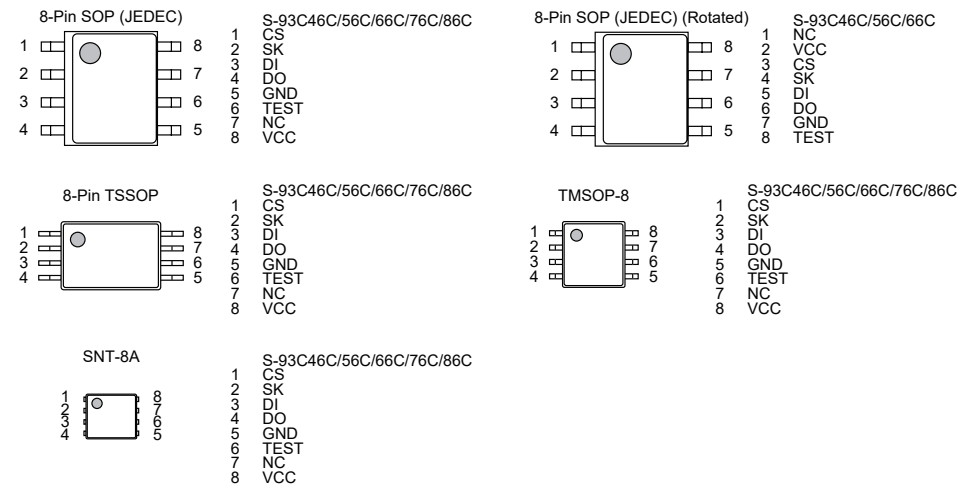 8-Pin SOP (JEDEC)
1 8
2 7
3 6
4 5
S-93C46C/56C/66C/76C/86C
1 CS
2 SK
3 DI
4 DO
5 GND
6 TEST
7 NC
8 VCC
8-Pin SOP (JEDEC) (Rotated)
1 8
2 7
3 6
4 5
S-93C46C/56C/66C
1 NC
2 VCC
3 CS
4 SK
5 DI
6 DO
7 GND
8 TEST
8-Pin TSSOP
1 8
2 7
3 6
4 5
S-93C46C/56C/66C/76C/86C
1 CS
2 SK
3 DI
4 DO
5 GND
6 TEST
7 NC
8 VCC
TMSOP-8
1 8
2 7
3 6
4 5
S-93C46C/56C/66C/76C/86C
1 CS
2 SK
3 DI
4 DO
5 GND
6 TEST
7 NC
8 VCC
SNT-8A
1 8
2 7
3 6
4 5
S-93C46C/56C/66C/76C/86C
1 CS
2 SK
3 DI
4 DO
5 GND
6 TEST
7 NC
8 VCC